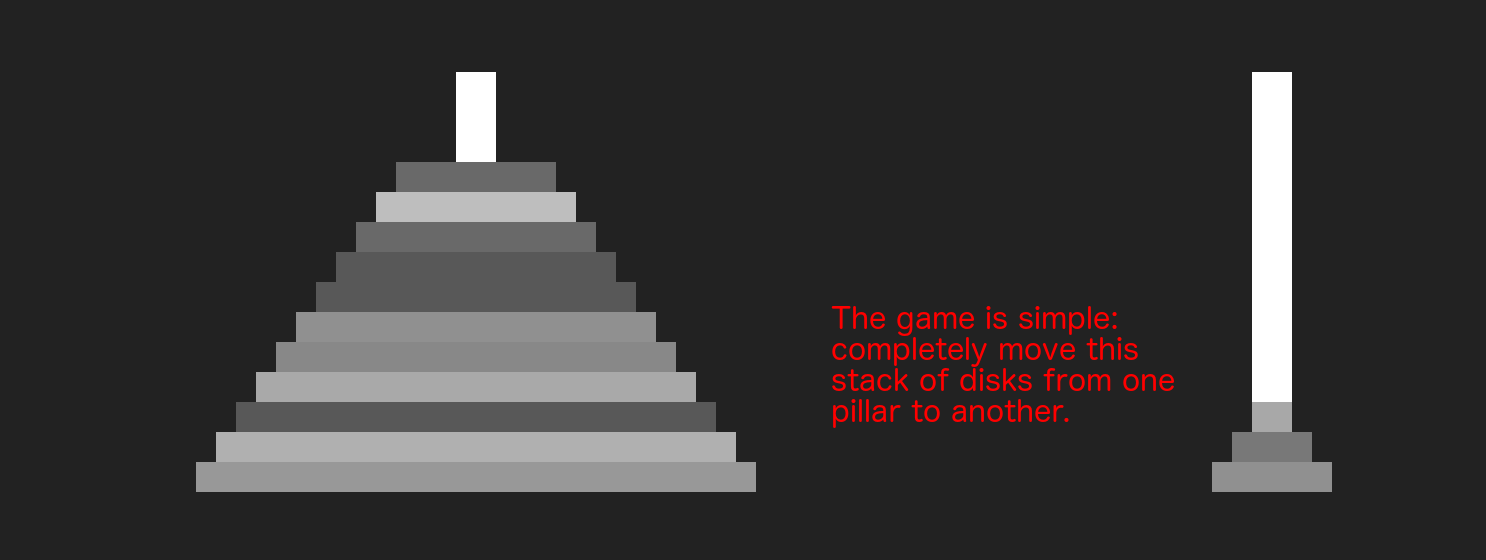 The game is simple:
completely move this
stack of disks from one
pillar to another.